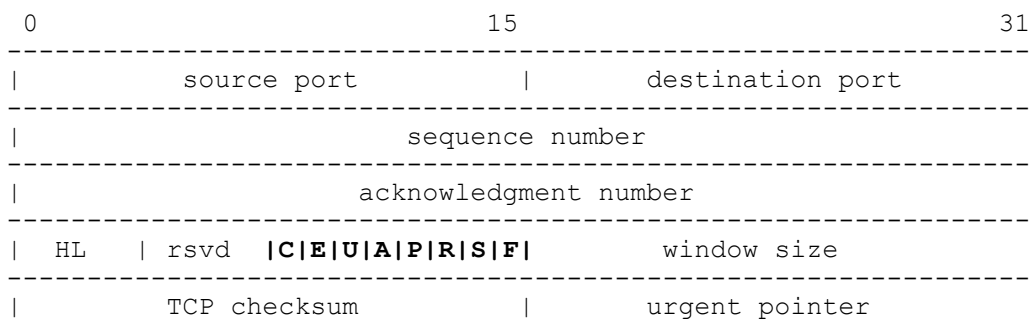 0 15 31
-----------------------------------------------------------------
| source port | destination port
-----------------------------------------------------------------
| sequence number
-----------------------------------------------------------------
| acknowledgment number
-----------------------------------------------------------------
| HL | rsvd |C|E|U|A|P|R|S|F| window size
-----------------------------------------------------------------
| TCP checksum | urgent pointer